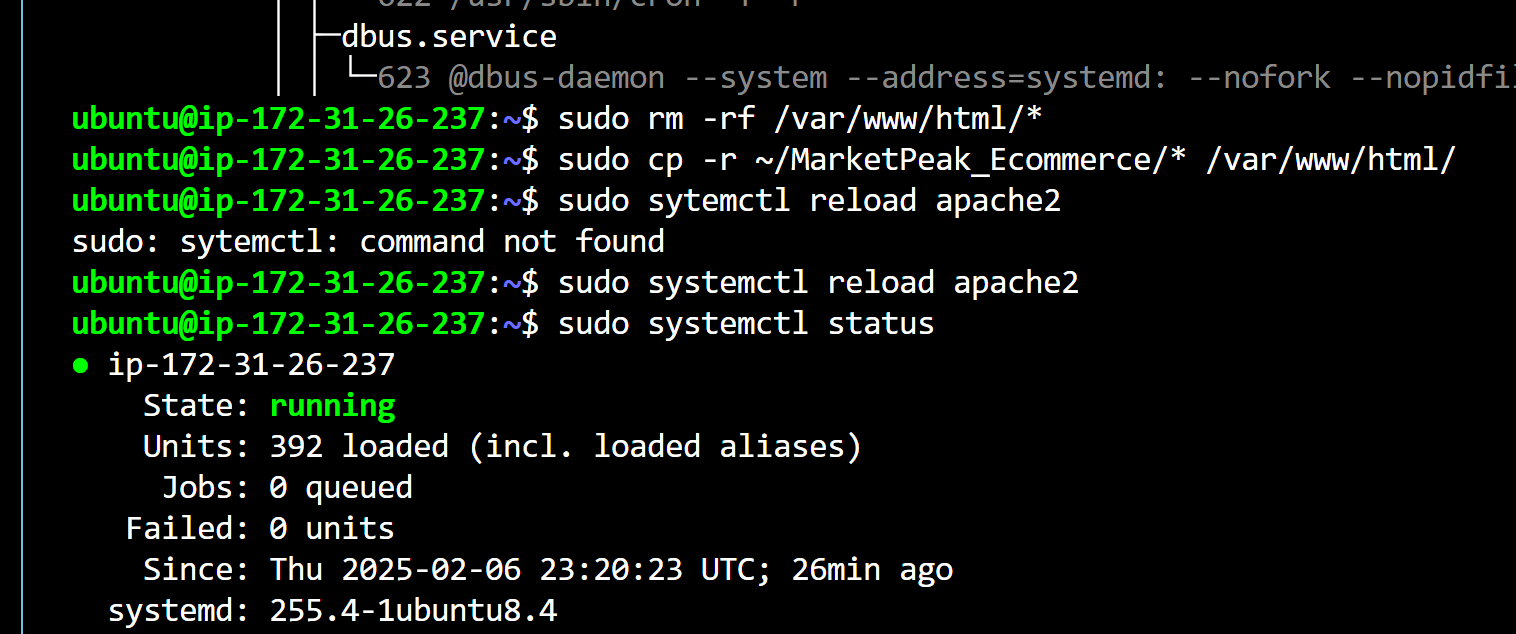 622 /usr/sbin/cron -f -P
├─dbus.service
└─623 @dbus-daemon --system --address=systemd: --nofork --nopidfil
ubuntu@ip-172-31-26-237:~$ sudo rm -rf /var/www/html/*
ubuntu@ip-172-31-26-237:~$ sudo cp -r ~/MarketPeak_Ecommerce/* /var/www/html/
ubuntu@ip-172-31-26-237:~$ sudo sytemctl reload apache2
sudo: sytemctl: command not found
ubuntu@ip-172-31-26-237:~$ sudo systemctl reload apache2
ubuntu@ip-172-31-26-237:~$ sudo systemctl status
● ip-172-31-26-237
State: running
Units: 392 loaded (incl. loaded aliases)
Jobs: 0 queued
Failed: 0 units
Since: Thu 2025-02-06 23:20:23 UTC; 26min ago
systemd: 255.4-1ubuntu8.4